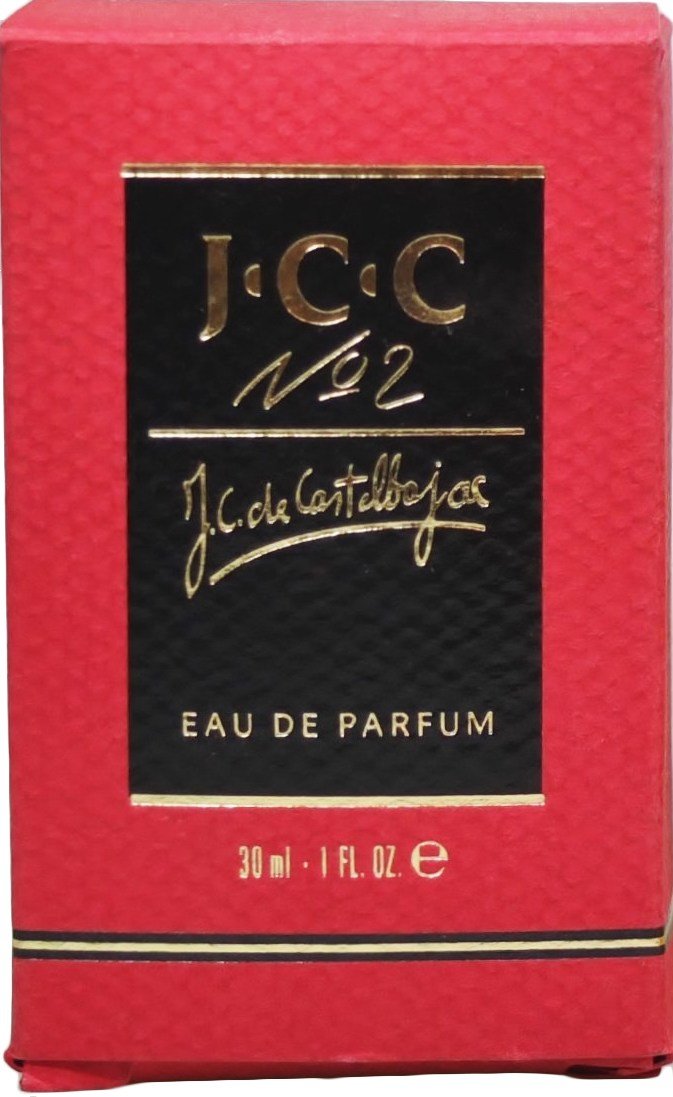 J·C·C
Nº2
J.C. de Castelbajac
EAU DE PARFUM
30 ml · 1 FL. OZ. ℮